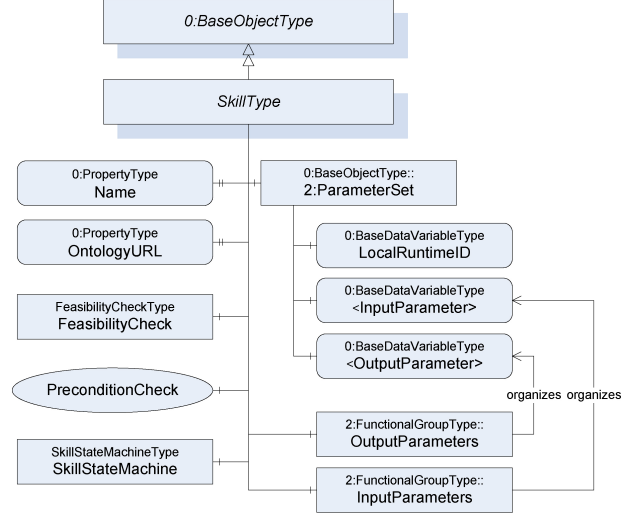 0:BaseObjectType
SkillType
0:PropertyType
Name
0:BaseObjectType::
2:ParameterSet
0:PropertyType
OntologyURL
0:BaseDataVariableType
LocalRuntimeID
FeasibilityCheckType
FeasibilityCheck
0:BaseDataVariableType
<InputParameter>
0:BaseDataVariableType
<OutputParameter>
PreconditionCheck
organizes organizes
2:FunctionalGroupType::
OutputParameters
SkillStateMachineType
SkillStateMachine
2:FunctionalGroupType::
InputParameters